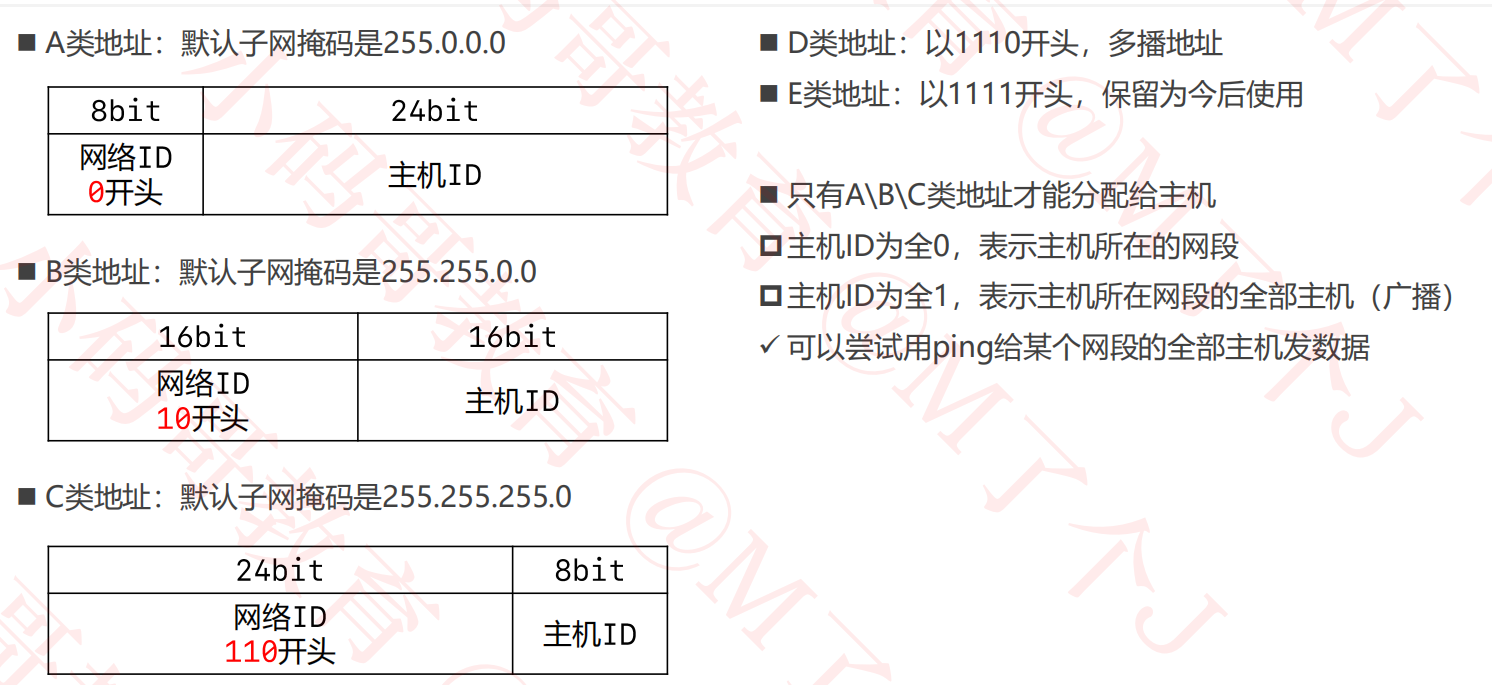 ■ A类地址：默认子网掩码是255.0.0.0
8bit 24bit
网络ID
0开头
主机ID
■ B类地址：默认子网掩码是255.255.0.0
16bit 16bit
网络ID
10开头
主机ID
■ C类地址：默认子网掩码是255.255.255.0
24bit 8bit
网络ID
110开头
主机ID
■ D类地址：以1110开头，多播地址
■ E类地址：以1111开头，保留为今后使用
■ 只有A\B\C类地址才能分配给主机
主机ID为全0，表示主机所在的网段
主机ID为全1，表示主机所在网段的全部主机（广播）
✓ 可以尝试用ping给某个网段的全部主机发数据
小码哥教育 @M了个J